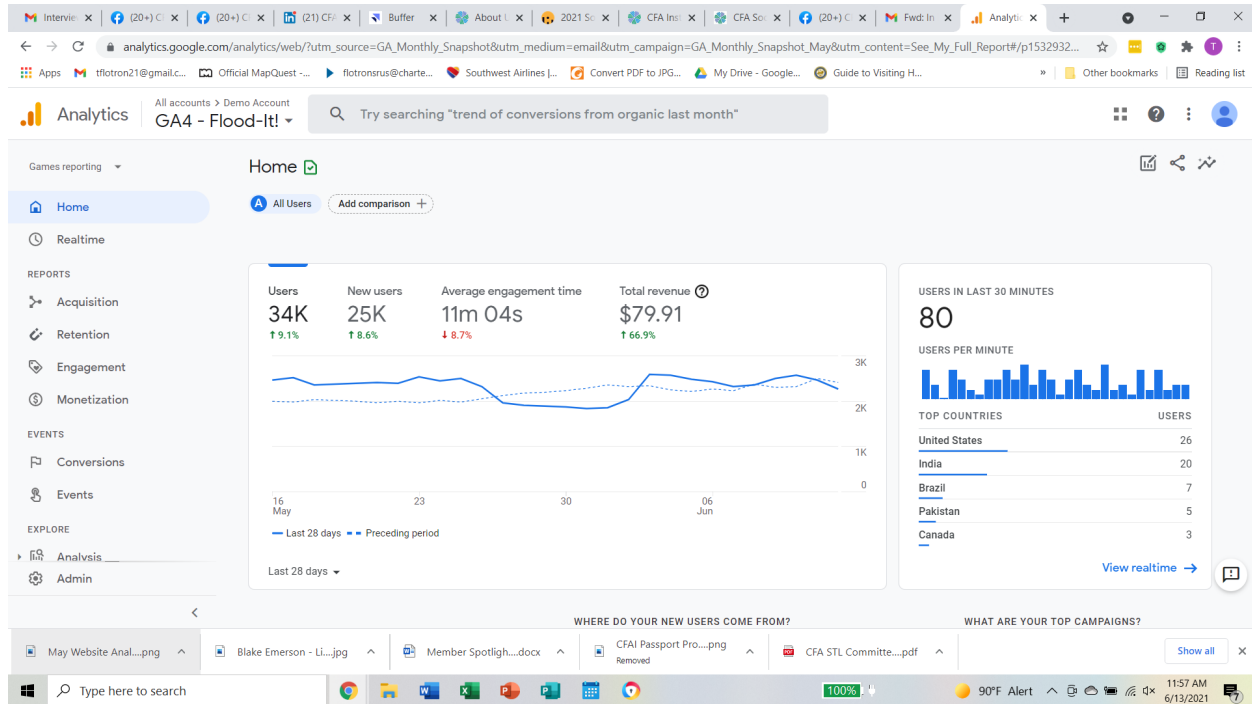 Interview
(20+) C
(20+) C
(21) CFA
Buffer
About U
2021 So
CFA Inst
CFA Soc
(20+) C
Fwd: In
Analytic
analytics.google.com/analytics/web/?utm_source=GA_Monthly_Snapshot&utm_medium=email&utm_campaign=GA_Monthly_Snapshot_May&utm_content=See_My_Full_Report#/p1532932...
T
Apps
tflotron21@gmail.c...
Official MapQuest -...
flotronsrus@charte...
Southwest Airlines |...
Convert PDF to JPG...
My Drive - Google...
Guide to Visiting H...
»
Other bookmarks
Reading list
Analytics
All accounts > Demo Account
GA4 - Flood-It!
Try searching "trend of conversions from organic last month"
Games reporting
Home
Realtime
REPORTS
Acquisition
Retention
Engagement
Monetization
EVENTS
Conversions
Events
EXPLORE
Analysis
Admin
Home
A All Users
Add comparison +
Users
34K
↑ 9.1%
New users
25K
↑ 8.6%
Average engagement time
11m 04s
↓ 8.7%
Total revenue
$79.91
↑ 66.9%
3K
2K
1K
0
16
May
23
30
06
Jun
Last 28 days
Preceding period
Last 28 days
USERS IN LAST 30 MINUTES
80
USERS PER MINUTE
TOP COUNTRIES USERS
United States 26
India 20
Brazil 7
Pakistan 5
Canada 3
View realtime →
WHERE DO YOUR NEW USERS COME FROM?
WHAT ARE YOUR TOP CAMPAIGNS?
May Website Anal....png
Blake Emerson - Li....jpg
Member Spotligh....docx
CFAI Passport Pro....png
Removed
CFA STL Committe....pdf
Show all
Type here to search
100%
90°F Alert
11:57 AM
6/13/2021
7